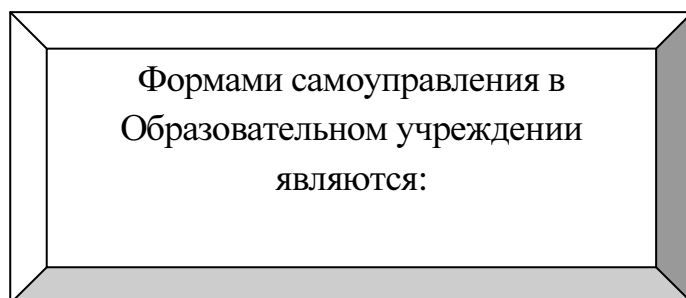 Формами самоуправления в
Образовательном учреждении
являются: